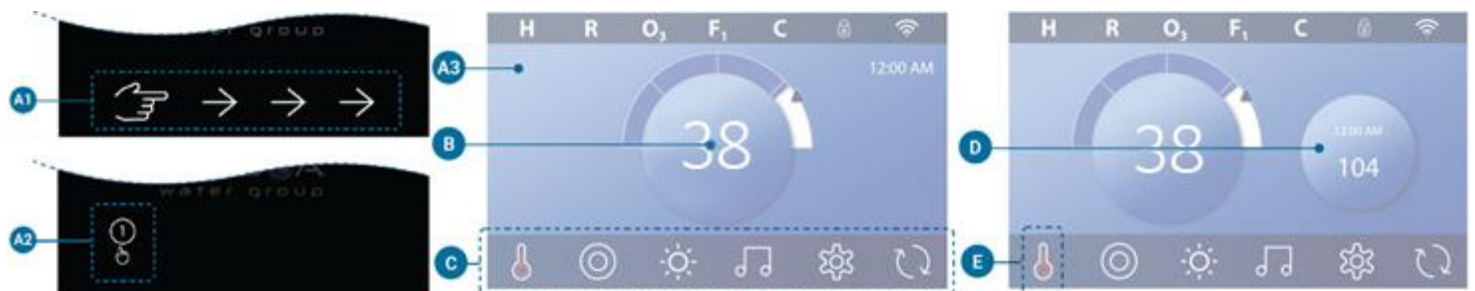 water group
A1
A2
water group
1
H R O₃ F₁ C
A3
12:00 AM
B
38
C
H R O₃ F₁ C
38
D
12:00 AM
104
E